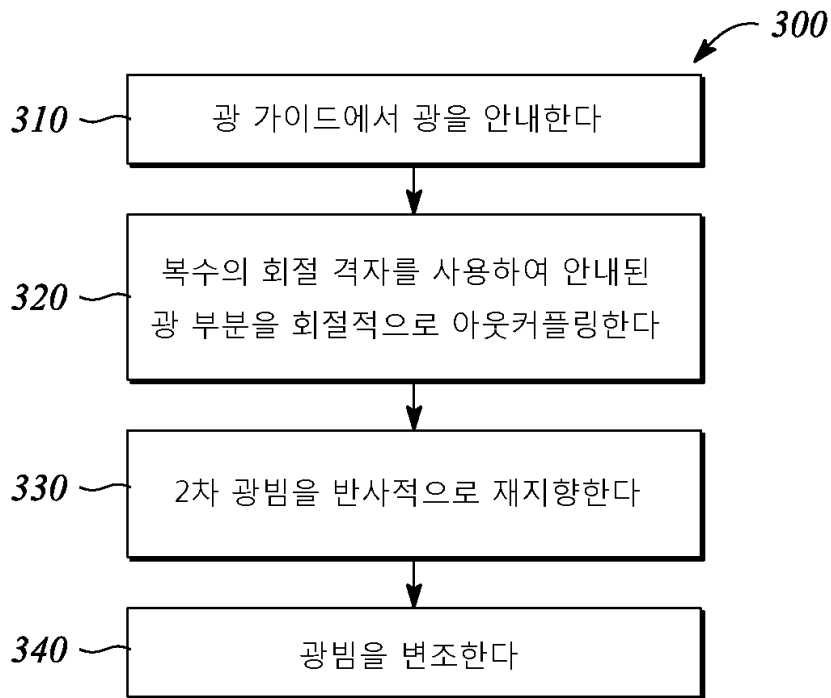 300
310
광 가이드에서 광을 안내한다
320
복수의 회절 격자를 사용하여 안내된
광 부분을 회절적으로 아웃커플링한다
330
2차 광빔을 반사적으로 재지향한다
340
광빔을 변조한다